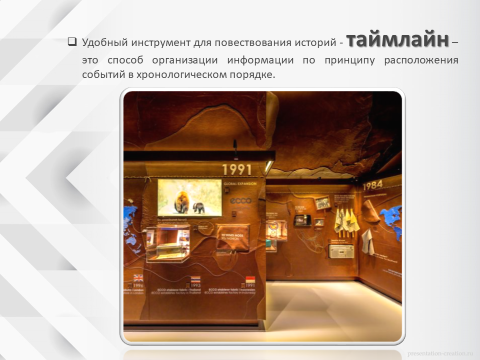 Удобный инструмент для повествования историй - таймлайн –
это способ организации информации по принципу расположения
событий в хронологическом порядке.
1991
1984